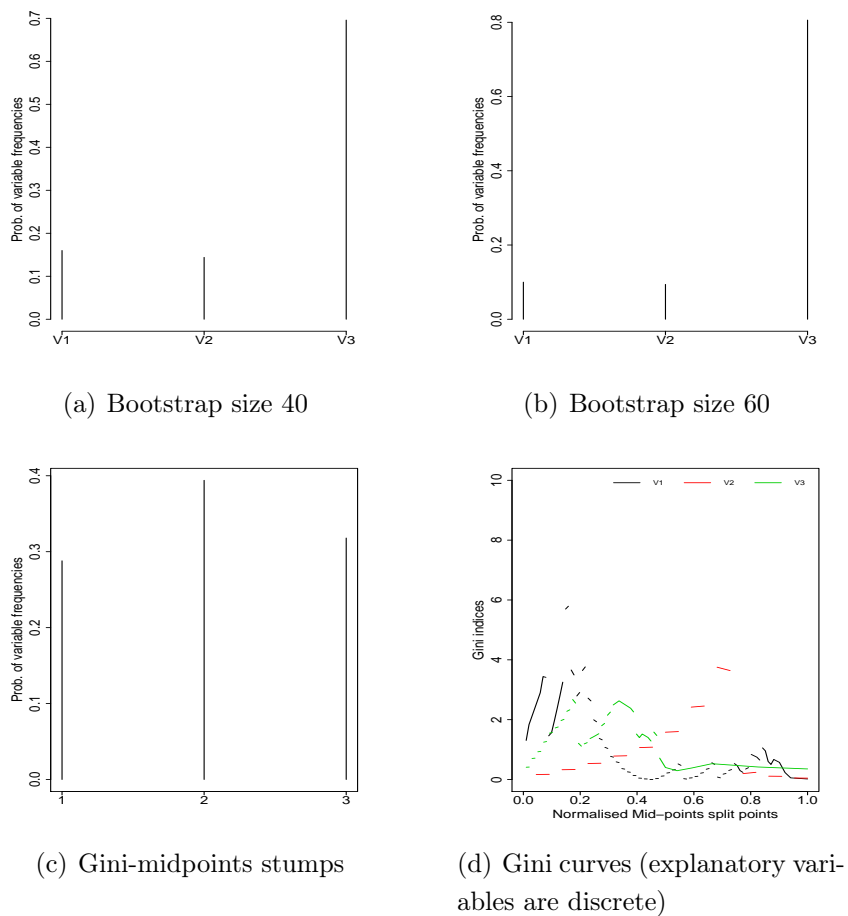 Prob. of variable frequencies
0.0 0.1 0.2 0.3 0.4 0.5 0.6 0.7
V1 V2 V3
(a) Bootstrap size 40
Prob. of variable frequencies
0.0 0.2 0.4 0.6 0.8
V1 V2 V3
(b) Bootstrap size 60
Prob. of variable frequencies
0.0 0.1 0.2 0.3 0.4
1 2 3
(c) Gini-midpoints stumps
Gini indices
0 2 4 6 8 10
V1 V2 V3
0.0 0.2 0.4 0.6 0.8 1.0
Normalised Mid−points split points
(d) Gini curves (explanatory vari-
ables are discrete)